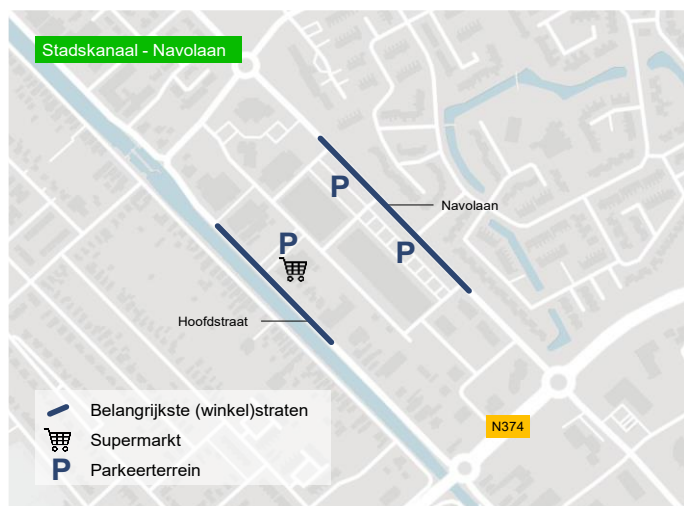 Stadskanaal - Navolaan
P
Navolaan
P
P
Hoofdstraat
Belangrijkste (winkel)straten
N374
Supermarkt
P Parkeerterrein